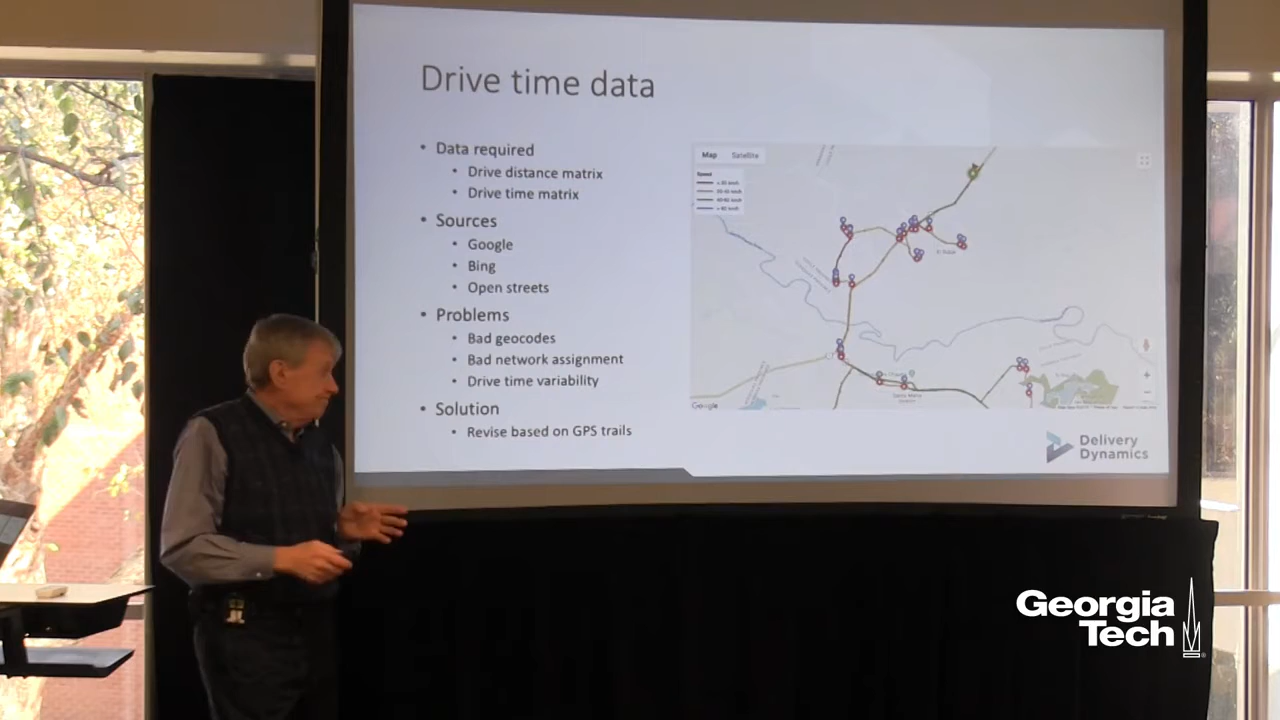 Drive time data
• Data required
• Drive distance matrix
• Drive time matrix
• Sources
• Google
• Bing
• Open streets
• Problems
• Bad geocodes
• Bad network assignment
• Drive time variability
• Solution
• Revise based on GPS trails
Map Satellite
Speed
Google
Delivery
Dynamics
Georgia
Tech